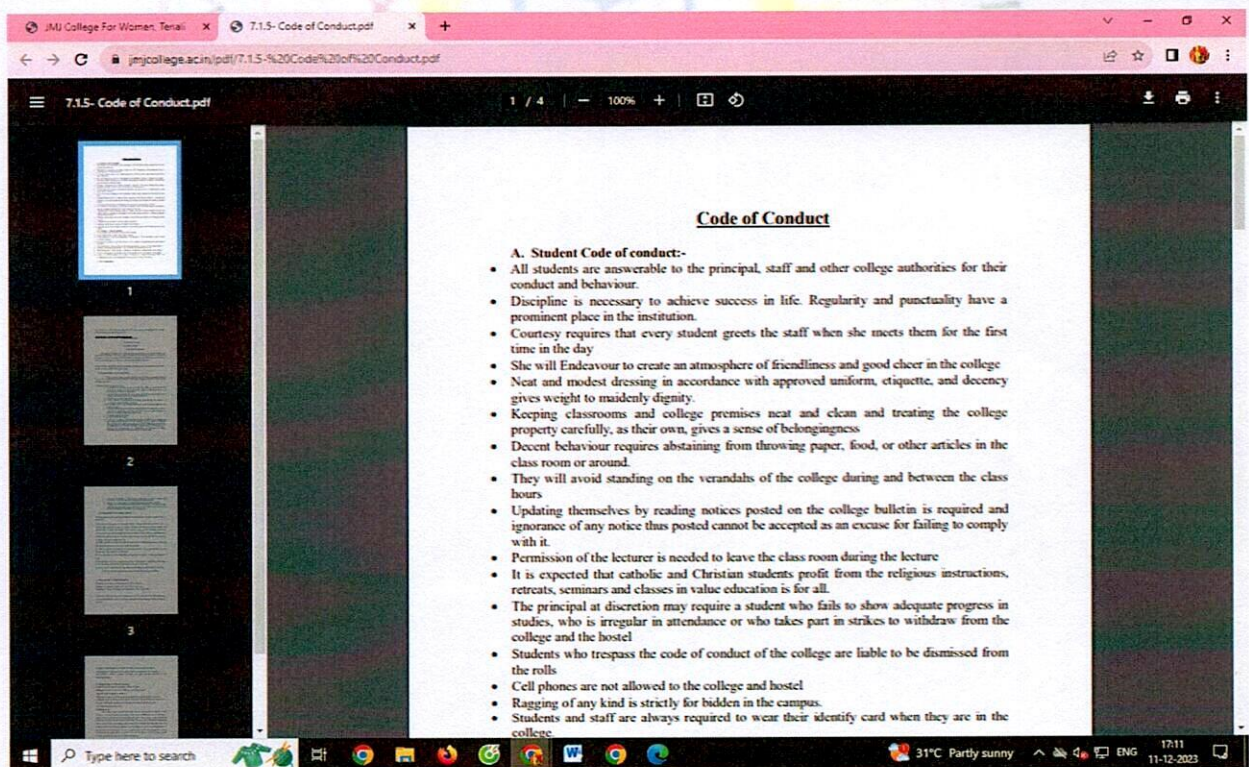 JMJ College For Women, Tenali
7.1.5- Code of Conduct.pdf
jmjcollege.ac.in/pdf/7.1.5-%20Code%20of%20Conduct.pdf
7.1.5- Code of Conduct.pdf
1 / 4
100%
Code of Conduct
A. Student Code of conduct:-
• All students are answerable to the principal, staff and other college authorities for their
conduct and behaviour.
• Discipline is necessary to achieve success in life. Regularity and punctuality have a
prominent place in the institution.
• Courtesy requires that every student greets the staff when she meets them for the first
time in the day
• She will Endeavour to create an atmosphere of friendliness and good cheer in the college
• Neat and modest dressing in accordance with approved uniform, etiquette, and decency
gives weight to maidenly dignity.
• Keeping classrooms and college premises neat and clean and treating the college
property carefully, as their own, gives a sense of belongingness
• Decent behaviour requires abstaining from throwing paper, food, or other articles in the
class room or around.
• They will avoid standing on the verandahs of the college during and between the class
hours
• Updating themselves by reading notices posted on the college bulletin is required and
ignorance of any notice thus posted cannot be accepted as an excuse for failing to comply
with it.
• Permission of the lecturer is needed to leave the class room during the lecture
• It is expected that catholic and Christian students profit from the religious instructions,
retreats, seminars and classes in value education is for all.
• The principal at discretion may require a student who fails to show adequate progress in
studies, who is irregular in attendance or who takes part in strikes to withdraw from the
college and the hostel
• Students who trespass the code of conduct of the college are liable to be dismissed from
the rolls
• Cell phones are not allowed to the college and hostel
• Ragging of any kind is strictly for bidden in the campus.
• Students and staff are always required to wear their identify card when they are in the
college.
1
2
3
Type here to search
31°C Partly sunny
ENG
17:11
11-12-2023